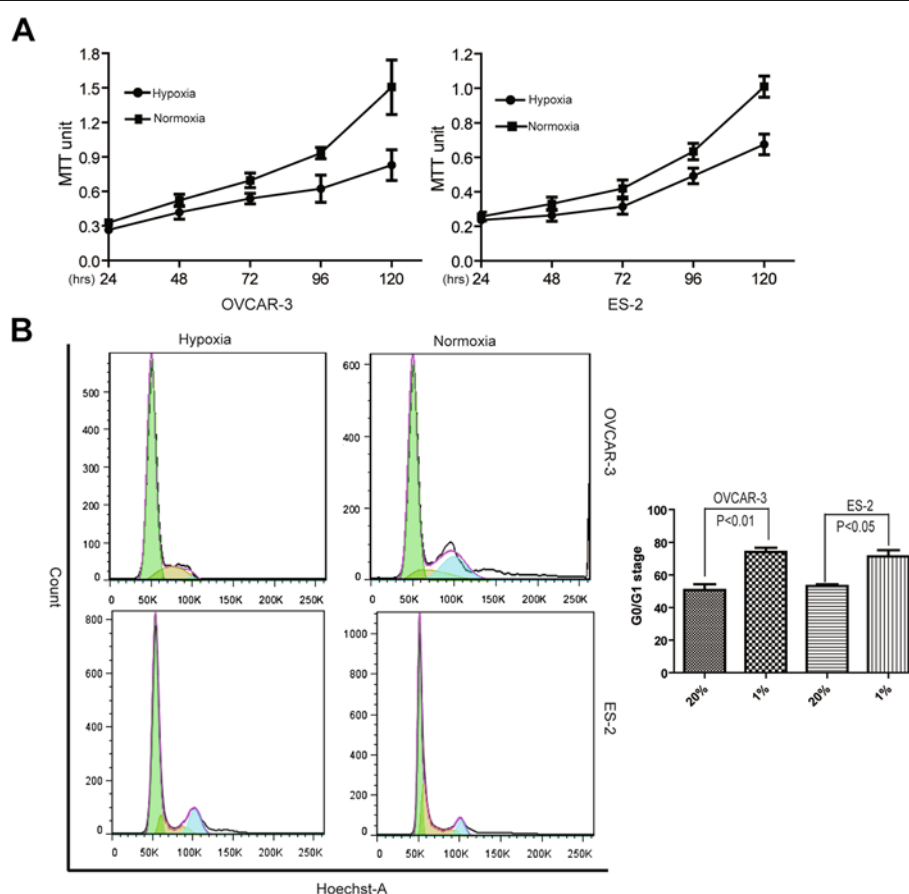 A
1.8
1.5
1.2
0.9
0.6
0.3
0.0
MTT unit
Hypoxia
Normoxia
(hrs) 24 48 72 96 120
OVCAR-3
1.2
1.0
0.8
0.6
0.4
0.2
0.0
MTT unit
Hypoxia
Normoxia
(hrs) 24 48 72 96 120
ES-2
B
Hypoxia
Normoxia
Count
500
400
300
200
100
0
0 50K 100K 150K 200K 250K
600
400
200
0
0 50K 100K 150K 200K 250K
OVCAR-3
800
600
400
200
0
0 50K 100K 150K 200K 250K
1000
800
600
400
200
0
0 50K 100K 150K 200K 250K
ES-2
Hoechst-A
G0/G1 stage
100
80
60
40
20
0
OVCAR-3
P<0.01
ES-2
P<0.05
20% 1% 20% 1%